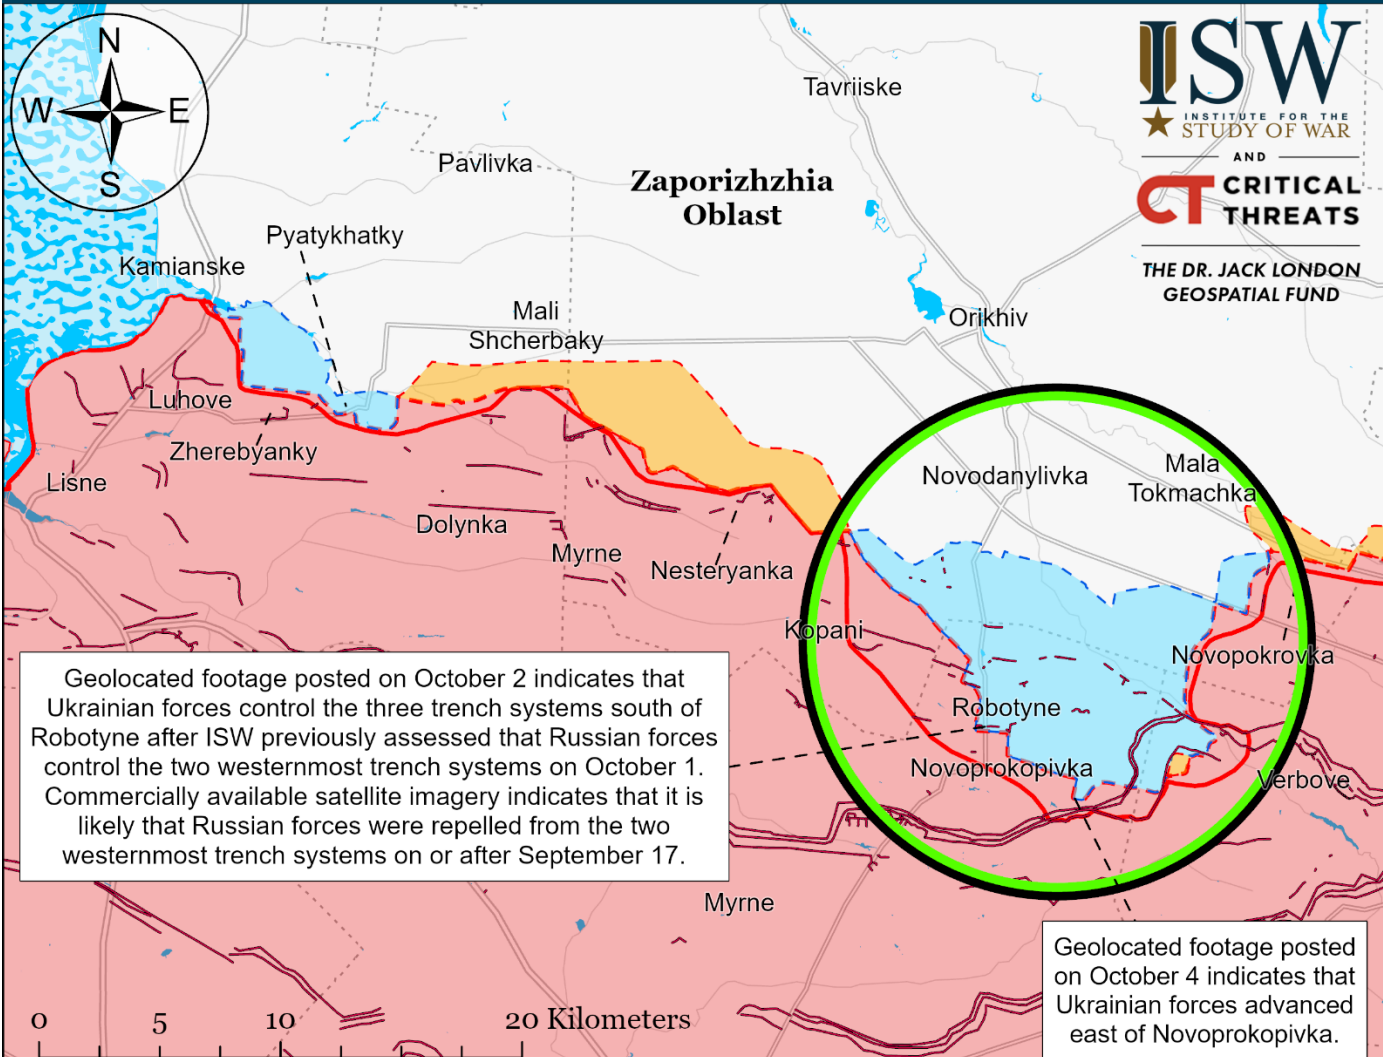 N
W
E
S
ISW
INSTITUTE FOR THE
STUDY OF WAR
AND
CT CRITICAL
THREATS
THE DR. JACK LONDON
GEOSPATIAL FUND
Tavriiske
Pavlivka
Zaporizhzhia
Oblast
Pyatykhatky
Kamianske
Mali
Shcherbaky
Orikhiv
Luhove
Zherebyanky
Lisne
Novodanylivka
Mala
Tokmachka
Dolynka
Myrne
Nesteryanka
Kopani
Novopokrovka
Robotyne
Novoprokopivka
Verbove
Geolocated footage posted on October 2 indicates that
Ukrainian forces control the three trench systems south of
Robotyne after ISW previously assessed that Russian forces
control the two westernmost trench systems on October 1.
Commercially available satellite imagery indicates that it is
likely that Russian forces were repelled from the two
westernmost trench systems on or after September 17.
Myrne
Geolocated footage posted
on October 4 indicates that
Ukrainian forces advanced
east of Novoprokopivka.
0 5 10 20 Kilometers